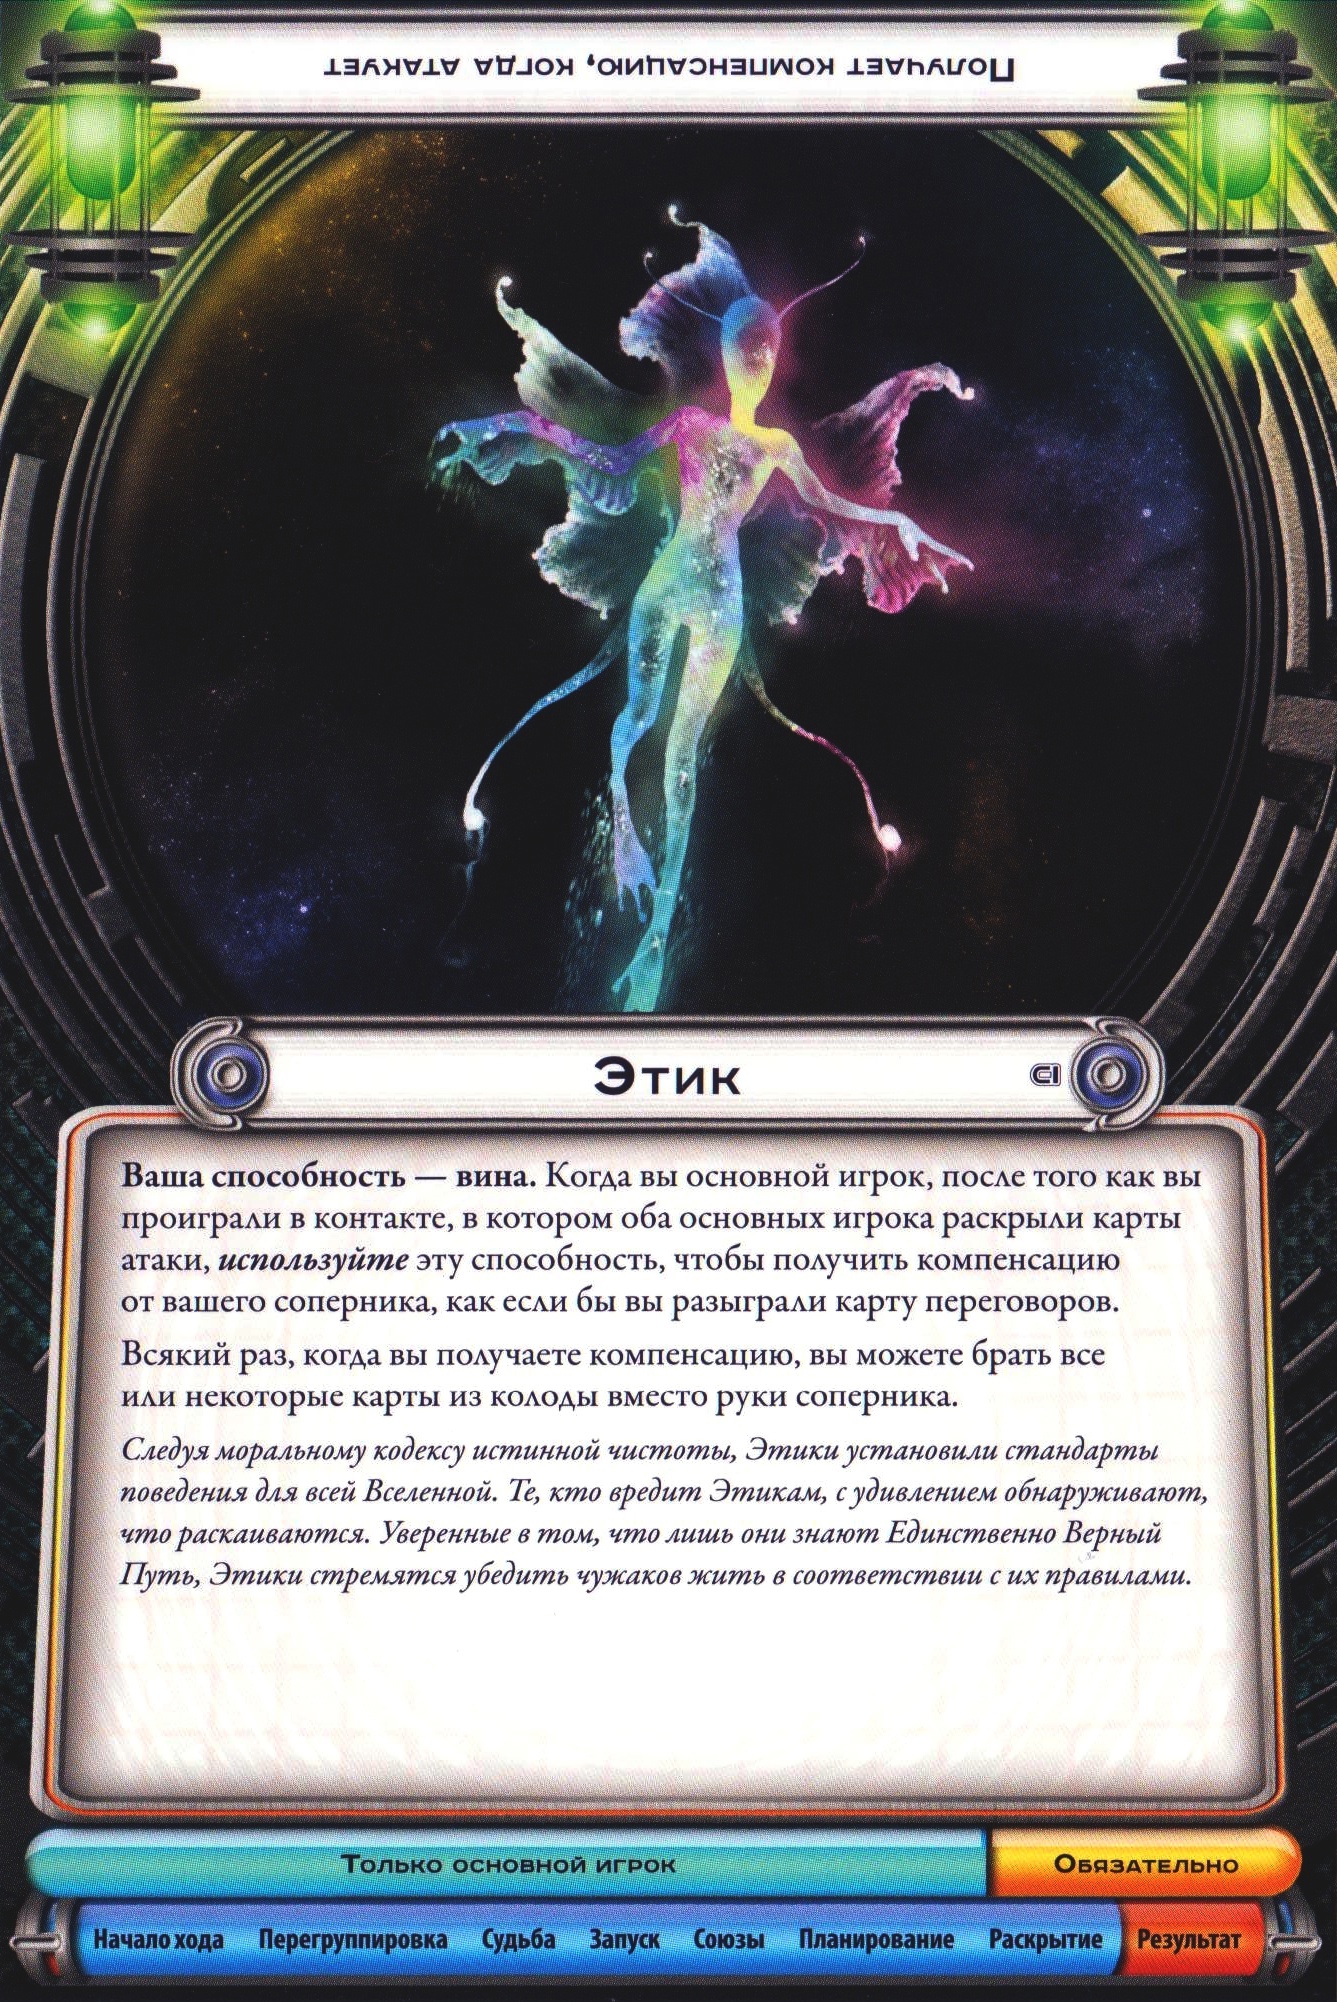 Получает компенсацию, когда атакует
Этик
Ваша способность — вина. Когда вы основной игрок, после того как вы
проиграли в контакте, в котором оба основных игрока раскрыли карты
атаки, используйте эту способность, чтобы получить компенсацию
от вашего соперника, как если бы вы разыграли карту переговоров.
Всякий раз, когда вы получаете компенсацию, вы можете брать все
или некоторые карты из колоды вместо руки соперника.
Следуя моральному кодексу истинной чистоты, Этики установили стандарты
поведения для всей Вселенной. Те, кто вредит Этикам, с удивлением обнаруживают,
что раскаиваются. Уверенные в том, что лишь они знают Единственно Верный
Путь, Этики стремятся убедить чужаков жить в соответствии с их правилами.
Только основной игрок Обязательно
Начало хода Перегруппировка Судьба Запуск Союзы Планирование Раскрытие Результат